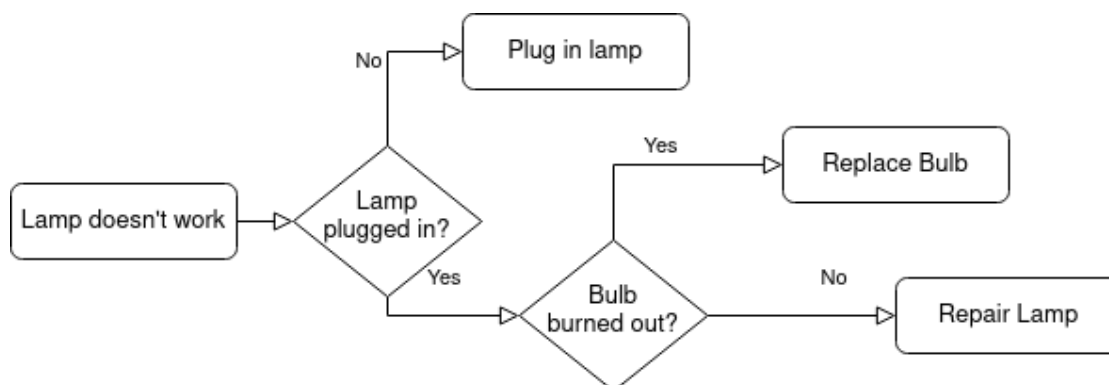 No
Plug in lamp
Yes
Replace Bulb
Lamp doesn't work
Lamp
plugged in?
Yes
No
Bulb
burned out?
Repair Lamp